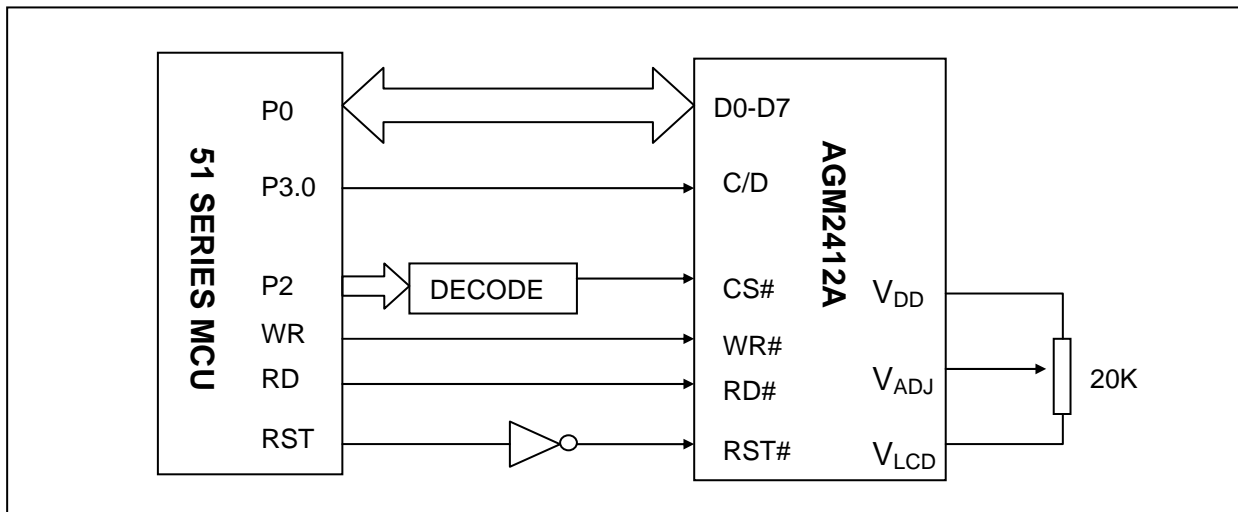 51 SERIES MCU
P0
P3.0
P2
WR
RD
RST
DECODE
AGM2412A
D0-D7
C/D
CS#
WR#
RD#
RST#
VDD
VADJ
VLCD
20K